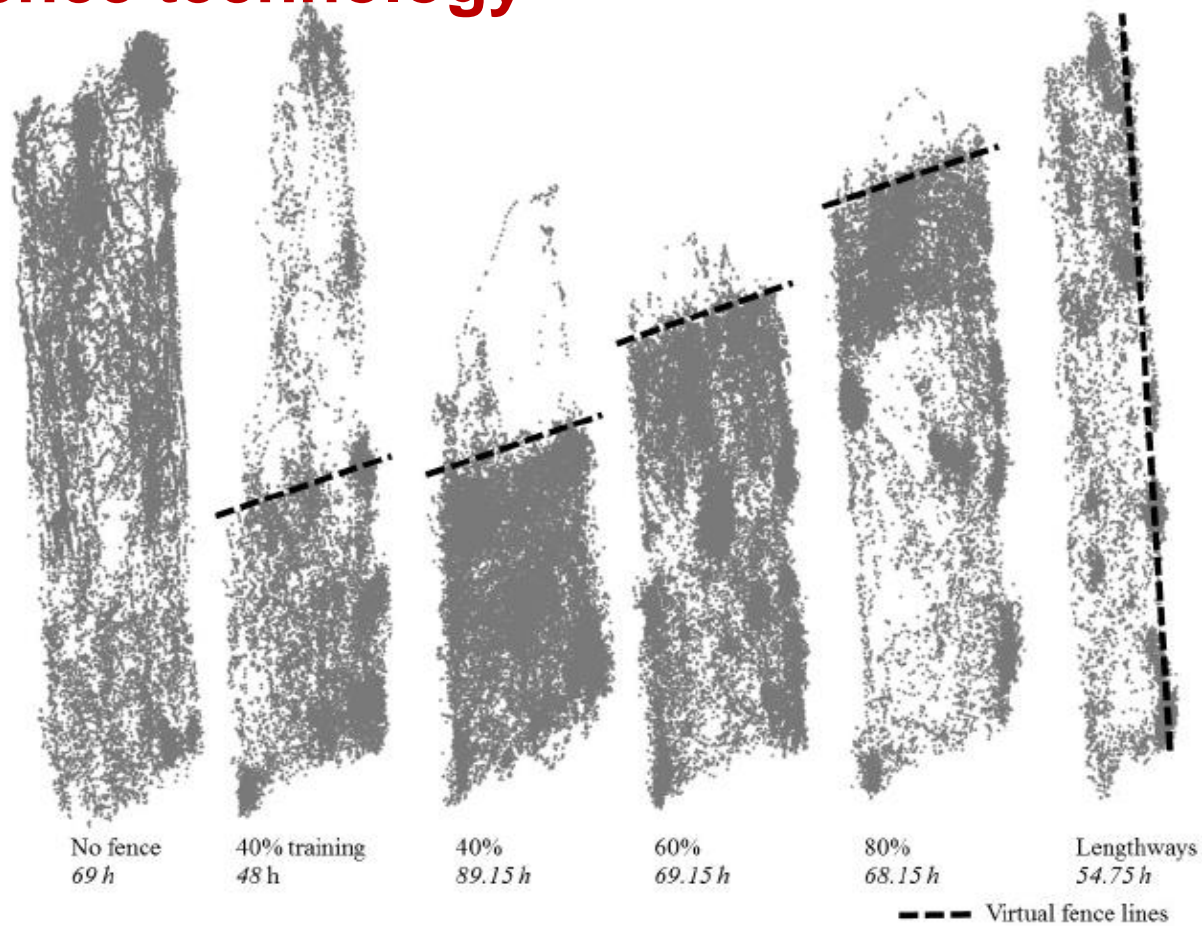 technology
No fence
69 h
40% training
48 h
40%
89.15 h
60%
69.15 h
80%
68.15 h
Lengthways
54.75 h
Virtual fence lines